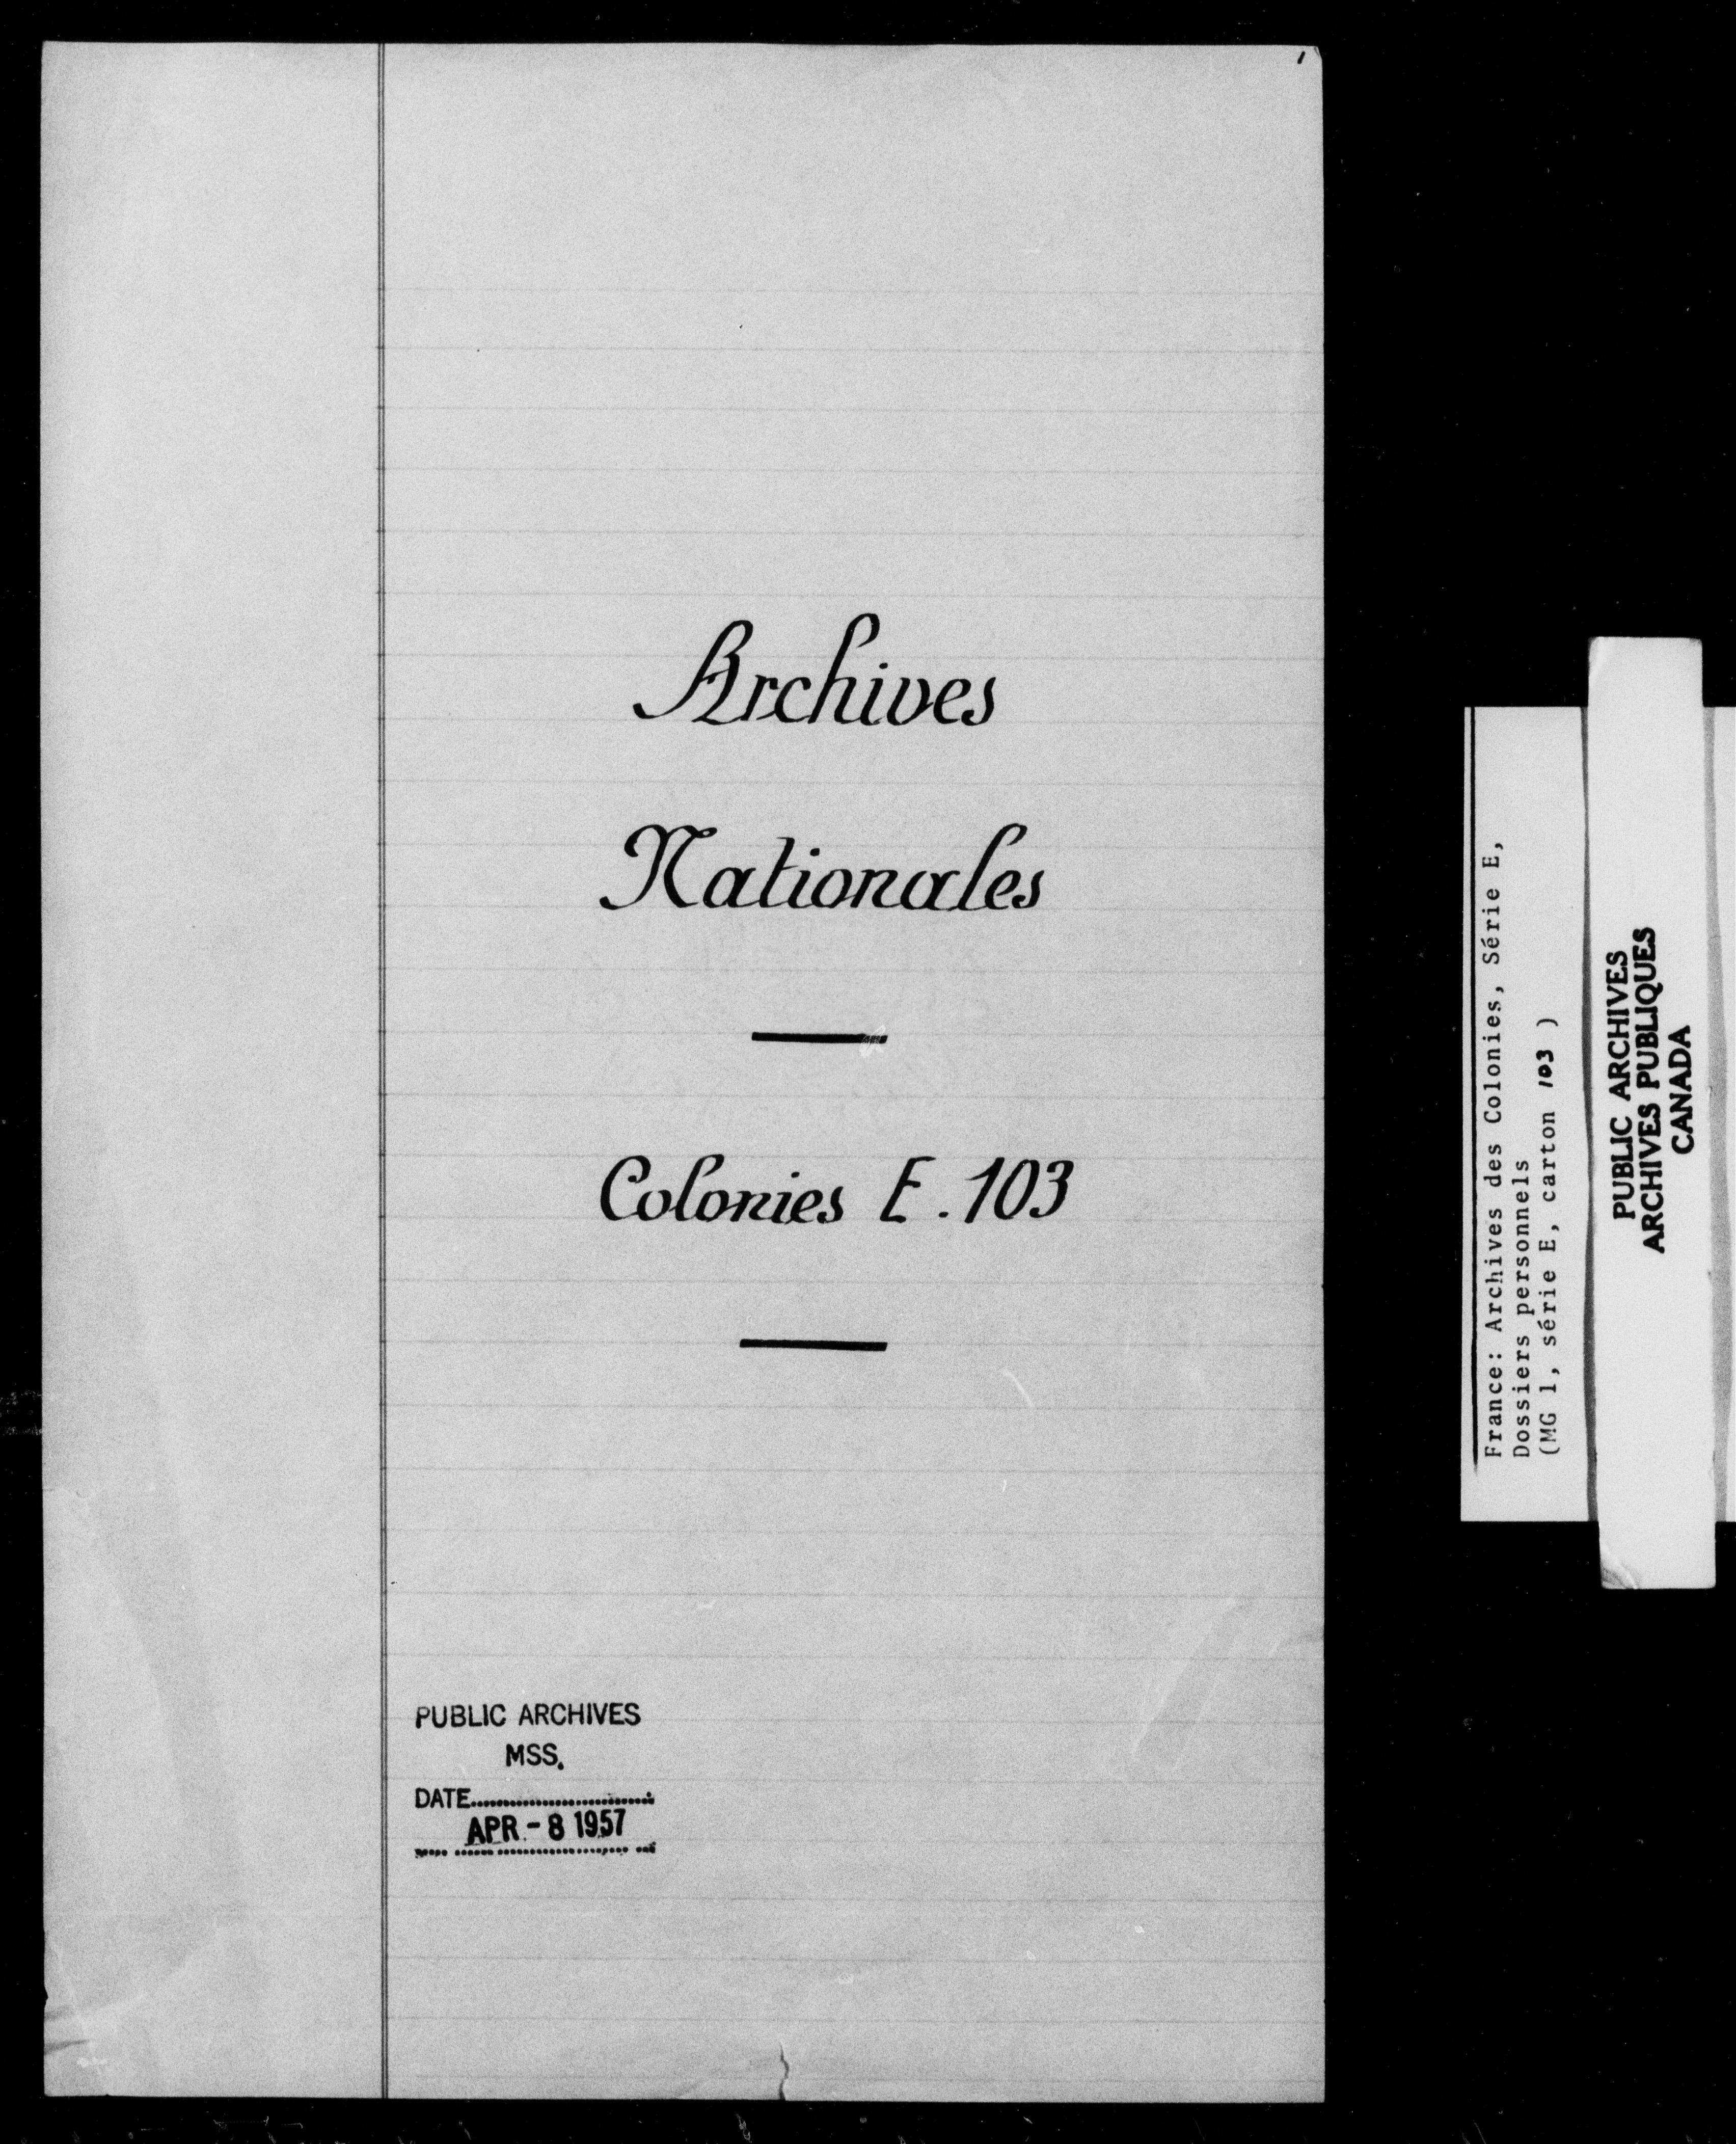 1
Archives
Nationales
Colonies E. 103
PUBLIC ARCHIVES
MSS.
DATE..............................
APR - 8 1957
France: Archives des Colonies, Série E,
Dossiers personnels
(MG 1, série E, carton 103 )
PUBLIC ARCHIVES
ARCHIVES PUBLIQUES
CANADA